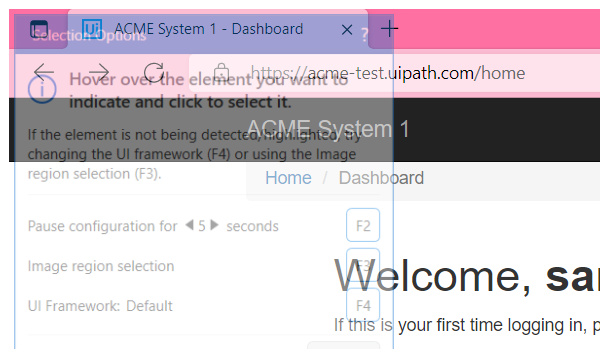 ACME System 1 - Dashboard
Selection Options ?
https://acme-test.uipath.com/home
Hover over the element you want to
indicate and click to select it.
ACME System 1
If the element is not being detected/highlighted try
changing the UI framework (F4) or using the Image
region selection (F3).
Home / Dashboard
Pause configuration for 5 seconds F2
Image region selection F3
Welcome, sa
UI Framework: Default F4
If this is your first time logging in, p